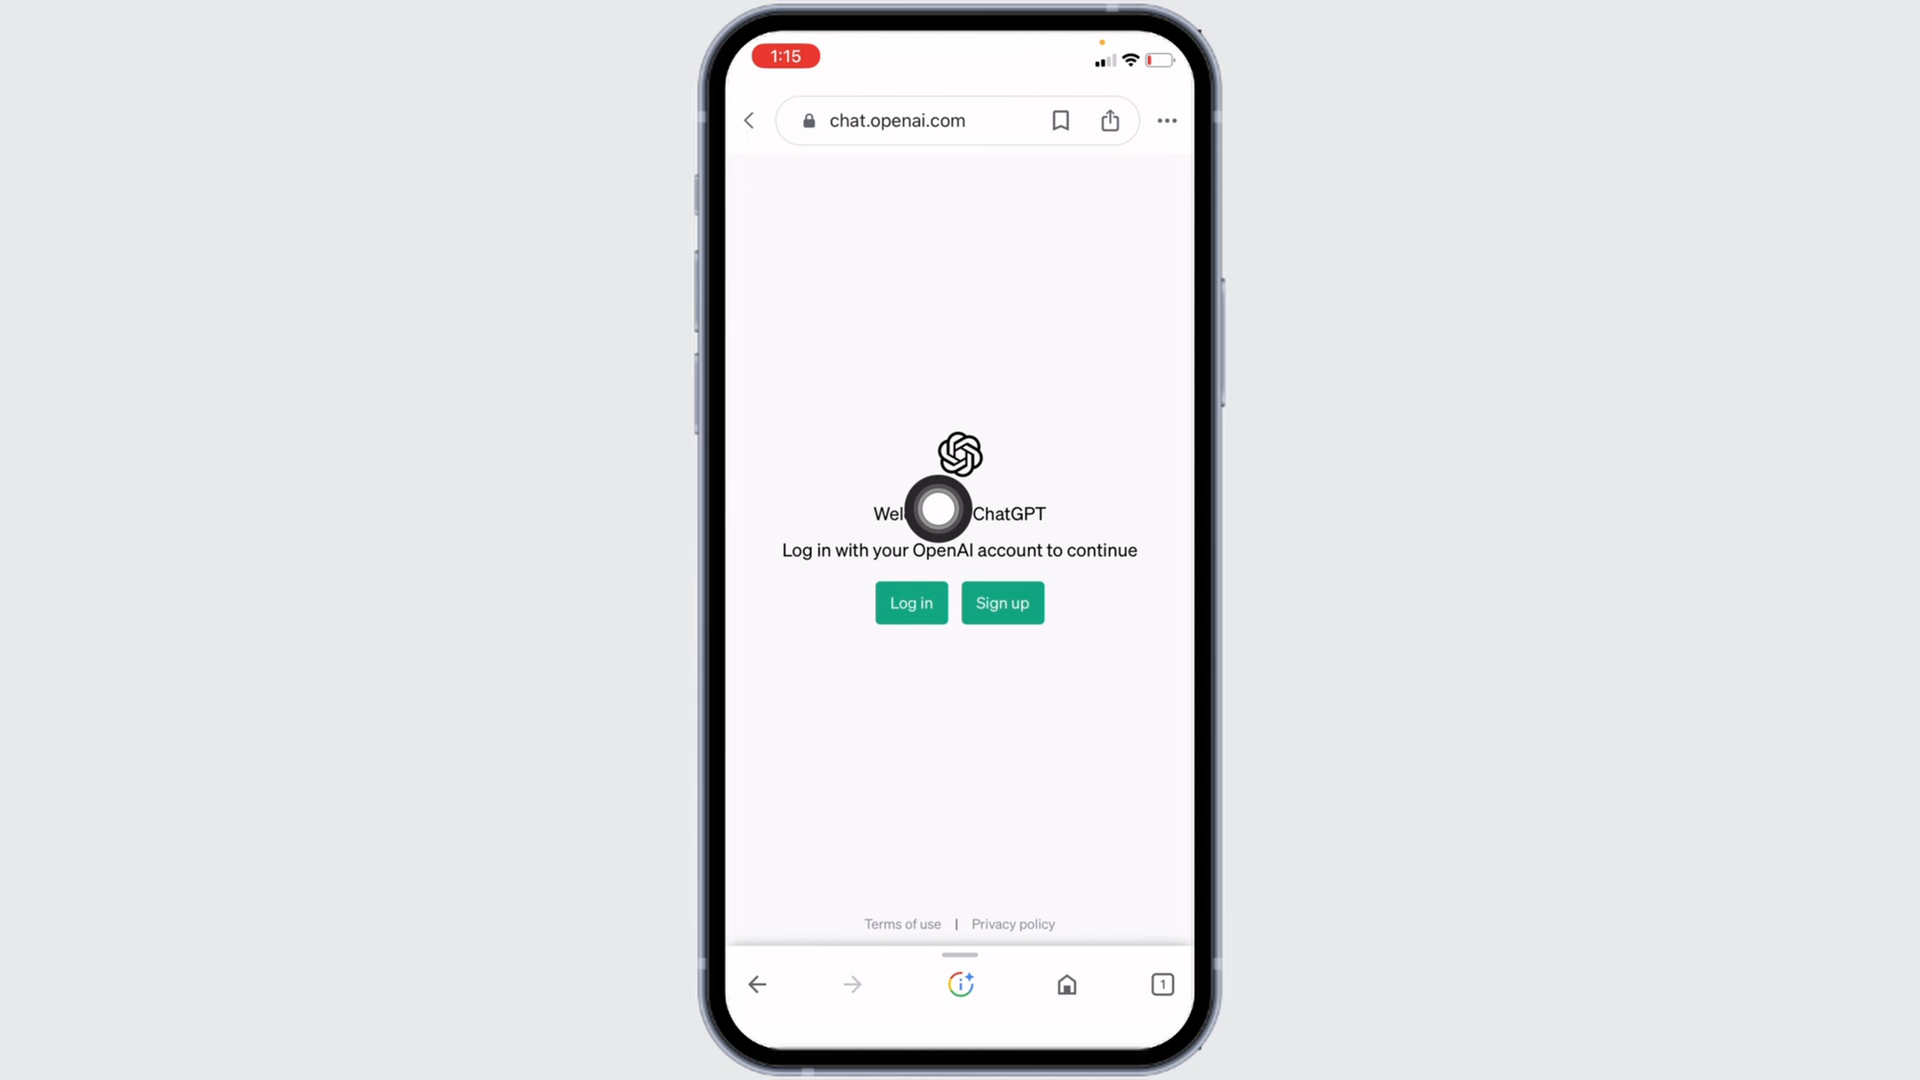 1:15
chat.openai.com
Wel ChatGPT
Log in with your OpenAI account to continue
Log in Sign up
Terms of use | Privacy policy
1